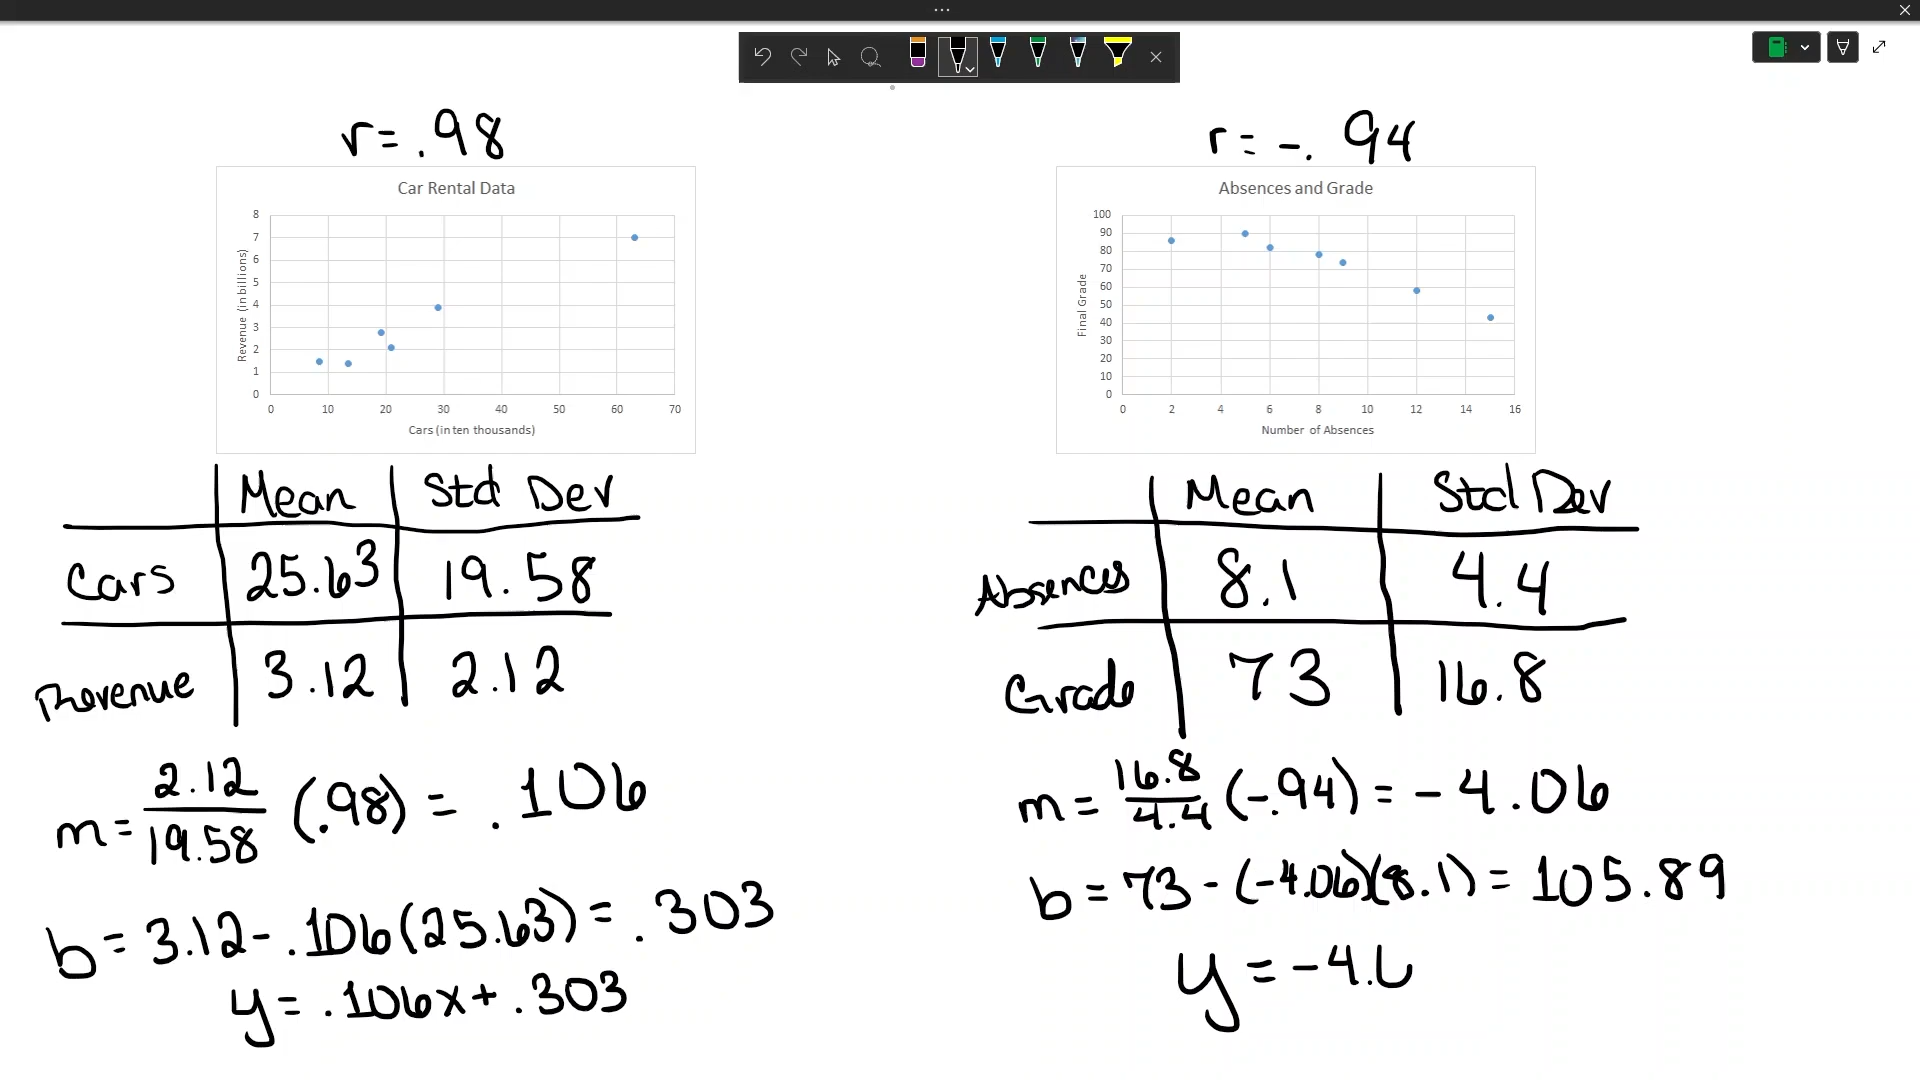 r = .98
Car Rental Data
8
7
6
5
4
3
2
1
0
Revenue (in billions)
0 10 20 30 40 50 60 70
Cars (in ten thousands)
Mean Std Dev
Cars 25.63 19.58
Revenue 3.12 2.12
m = 2.12/19.58 (.98) = .106
b = 3.12 - .106(25.63) = .303
y = .106x + .303
r = -.94
Absences and Grade
100
90
80
70
60
50
40
30
20
10
0
Final Grade
0 2 4 6 8 10 12 14 16
Number of Absences
Mean Std Dev
Absences 8.1 4.4
Grade 73 16.8
m = 16.8/4.4 (-.94) = -4.06
b = 73 - (-4.06)(8.1) = 105.89
y = -4.